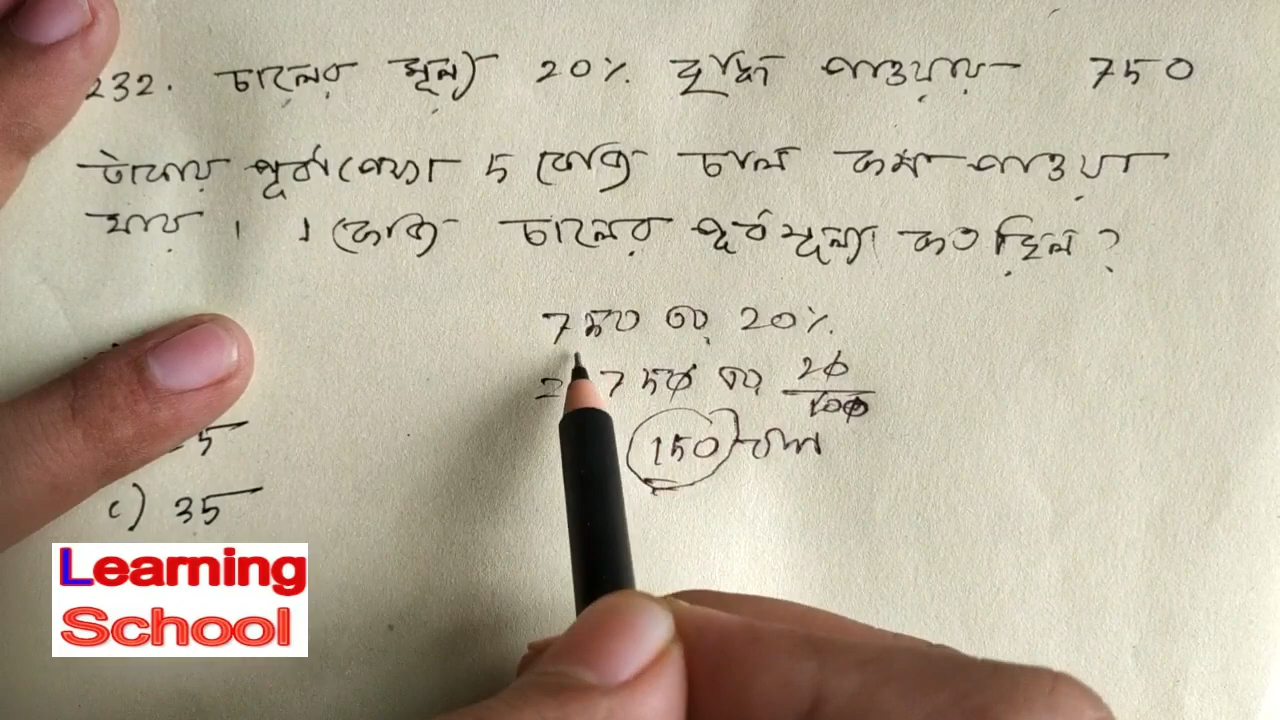 232. চালের মূল্য 20% বৃদ্ধি পাওয়ায় 750
টাকায় পূর্বাপেক্ষা 5 কেজি চাল কম পাওয়া
যায়। 1 কেজি চালের পূর্বমূল্য কত ছিল?
750 এর 20%
750 এর 20
100
150 টাকা
25
c) 35
Learning
School